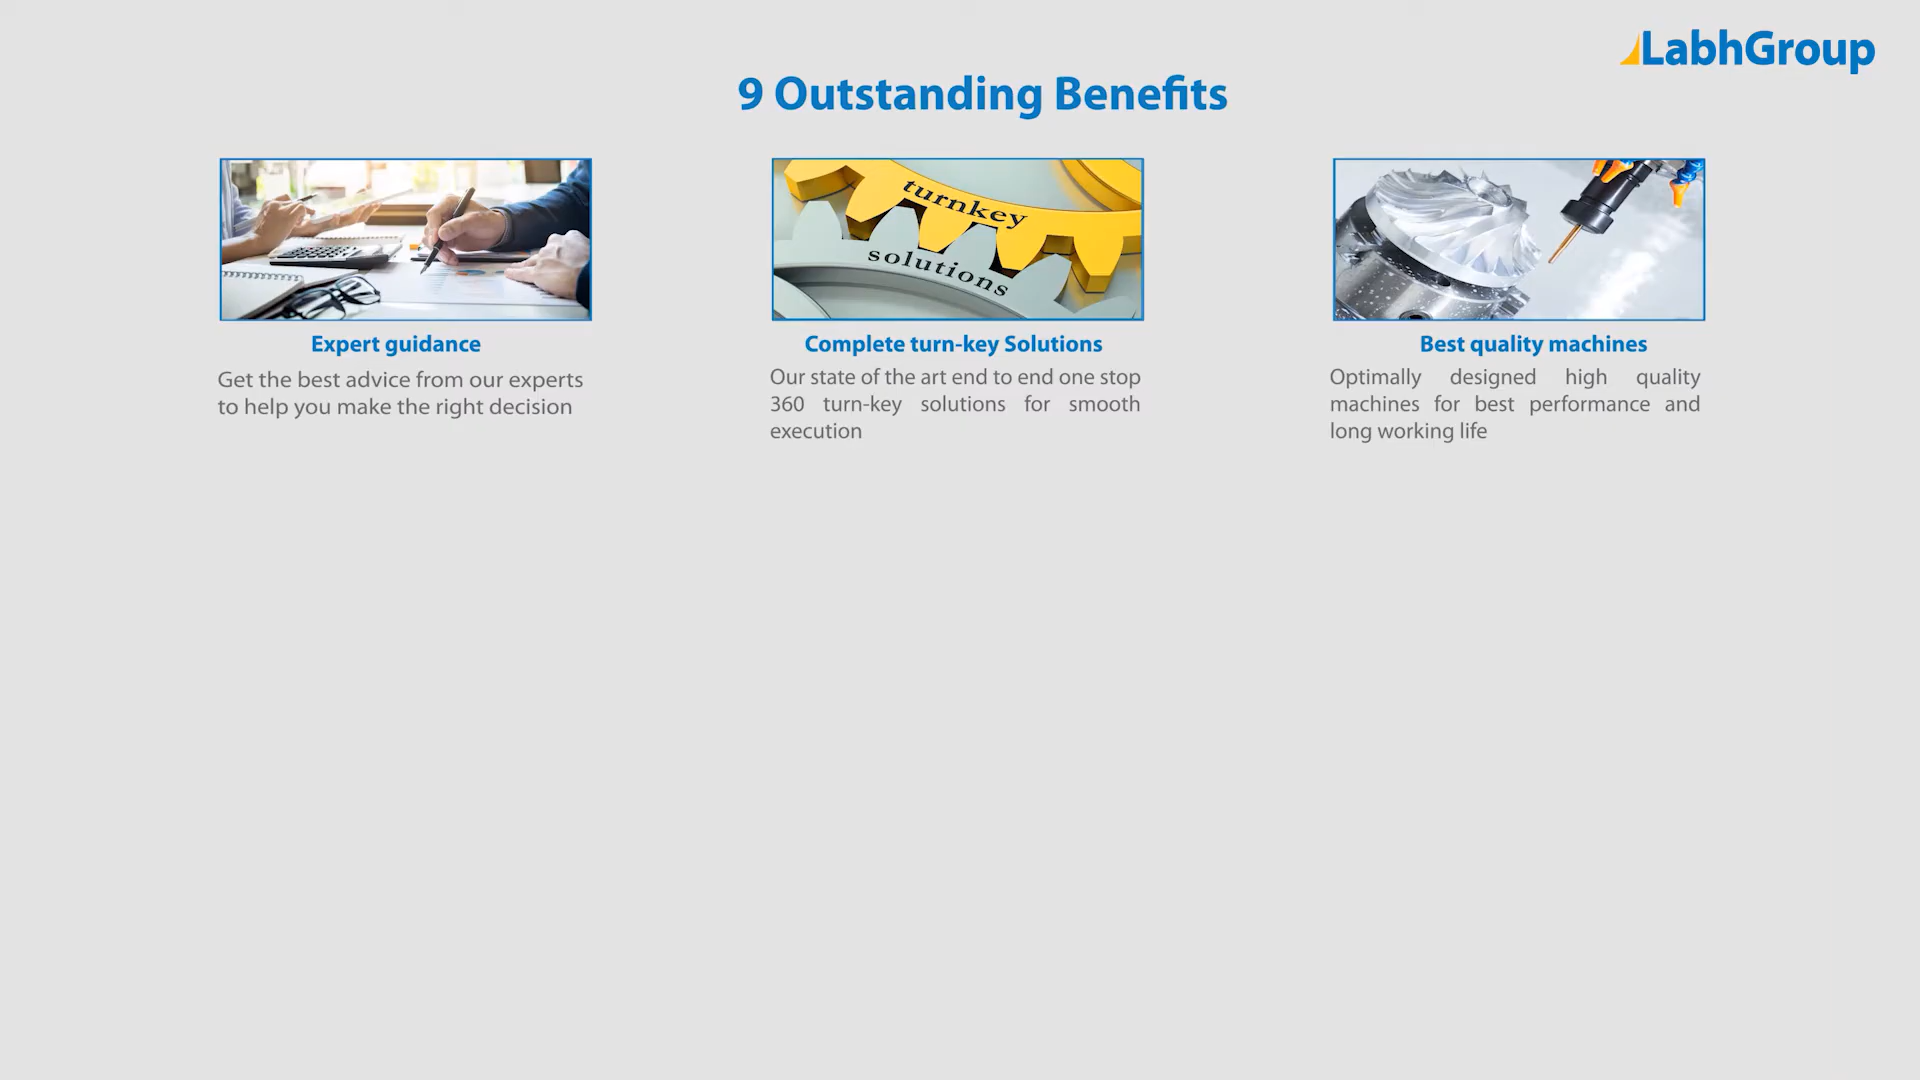 LabhGroup
9 Outstanding Benefits
turnkey
solutions
Expert guidance
Get the best advice from our experts
to help you make the right decision
Complete turn-key Solutions
Our state of the art end to end one stop
360 turn-key solutions for smooth
execution
Best quality machines
Optimally designed high quality
machines for best performance and
long working life